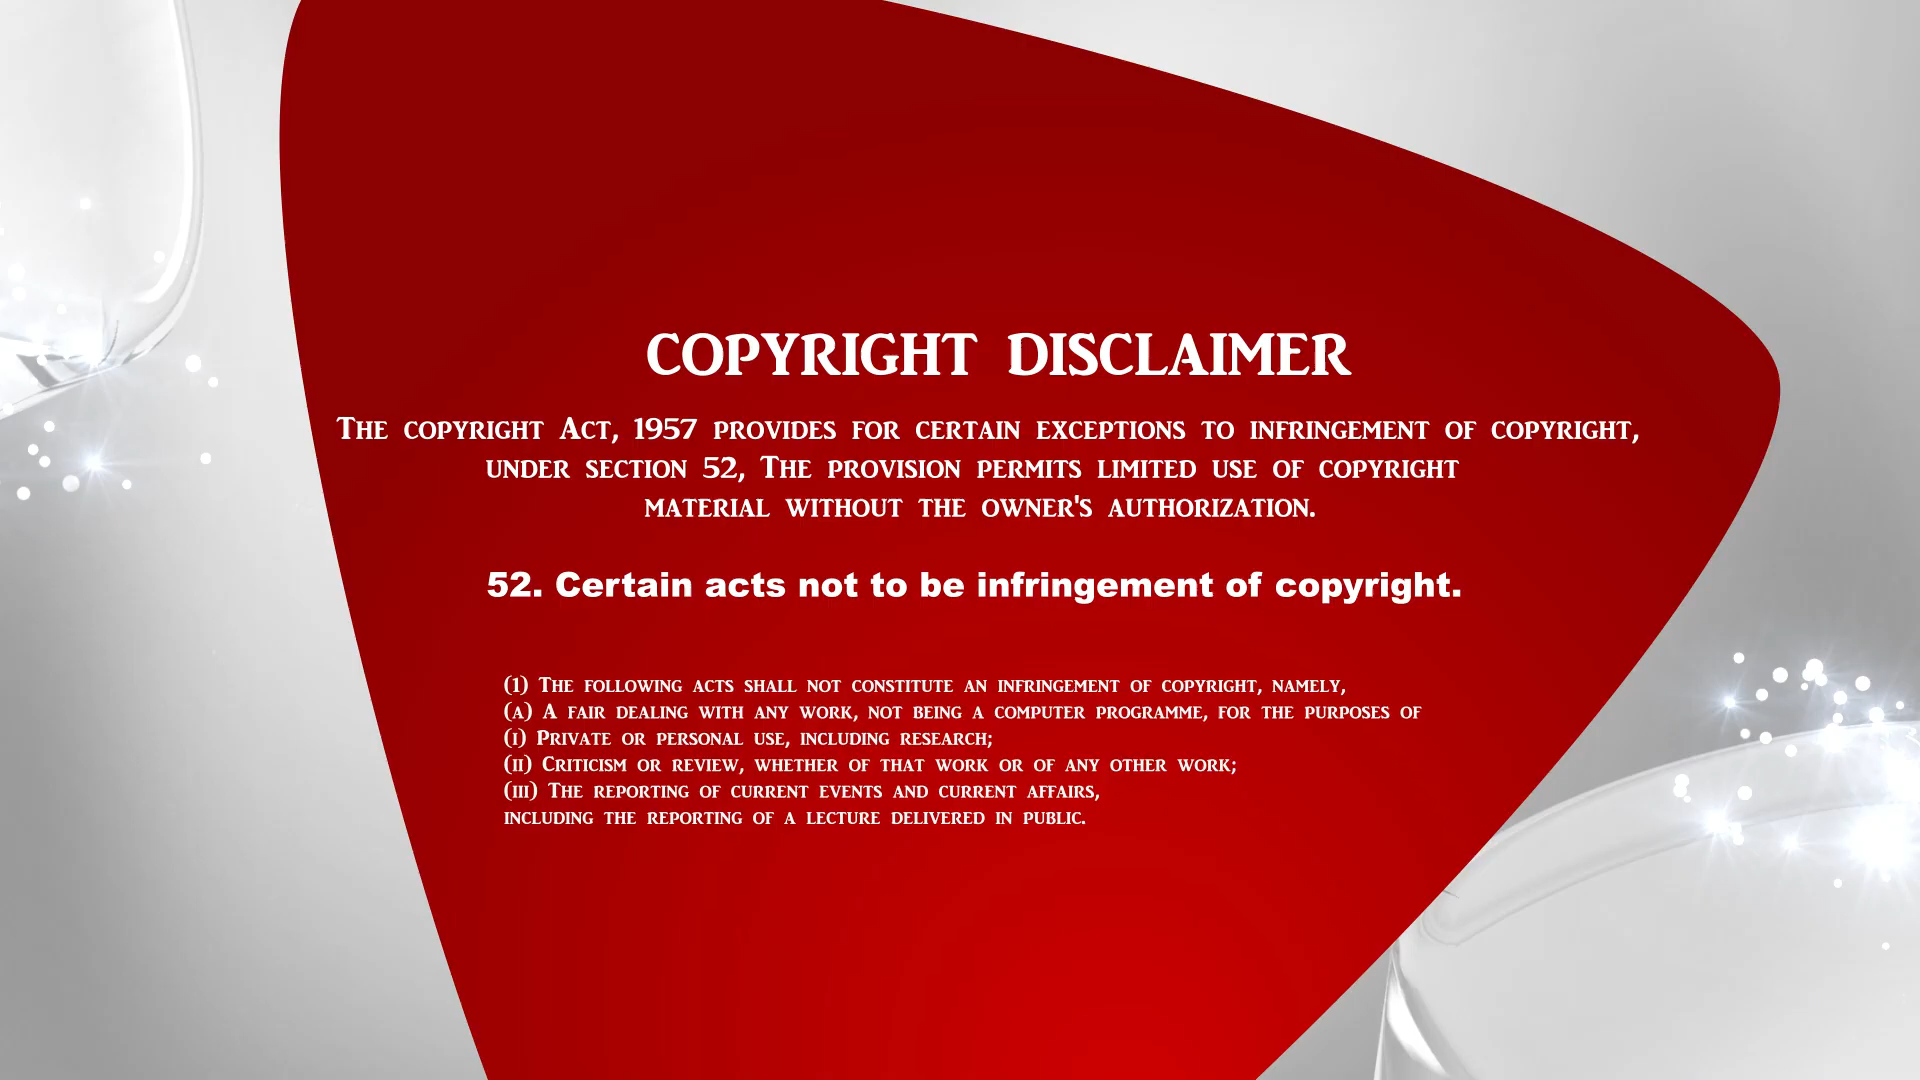 COPYRIGHT DISCLAIMER
THE COPYRIGHT ACT, 1957 PROVIDES FOR CERTAIN EXCEPTIONS TO INFRINGEMENT OF COPYRIGHT,
UNDER SECTION 52, THE PROVISION PERMITS LIMITED USE OF COPYRIGHT
MATERIAL WITHOUT THE OWNER'S AUTHORIZATION.
52. Certain acts not to be infringement of copyright.
(1) THE FOLLOWING ACTS SHALL NOT CONSTITUTE AN INFRINGEMENT OF COPYRIGHT, NAMELY,
(A) A FAIR DEALING WITH ANY WORK, NOT BEING A COMPUTER PROGRAMME, FOR THE PURPOSES OF
(I) PRIVATE OR PERSONAL USE, INCLUDING RESEARCH;
(II) CRITICISM OR REVIEW, WHETHER OF THAT WORK OR OF ANY OTHER WORK;
(III) THE REPORTING OF CURRENT EVENTS AND CURRENT AFFAIRS,
INCLUDING THE REPORTING OF A LECTURE DELIVERED IN PUBLIC.